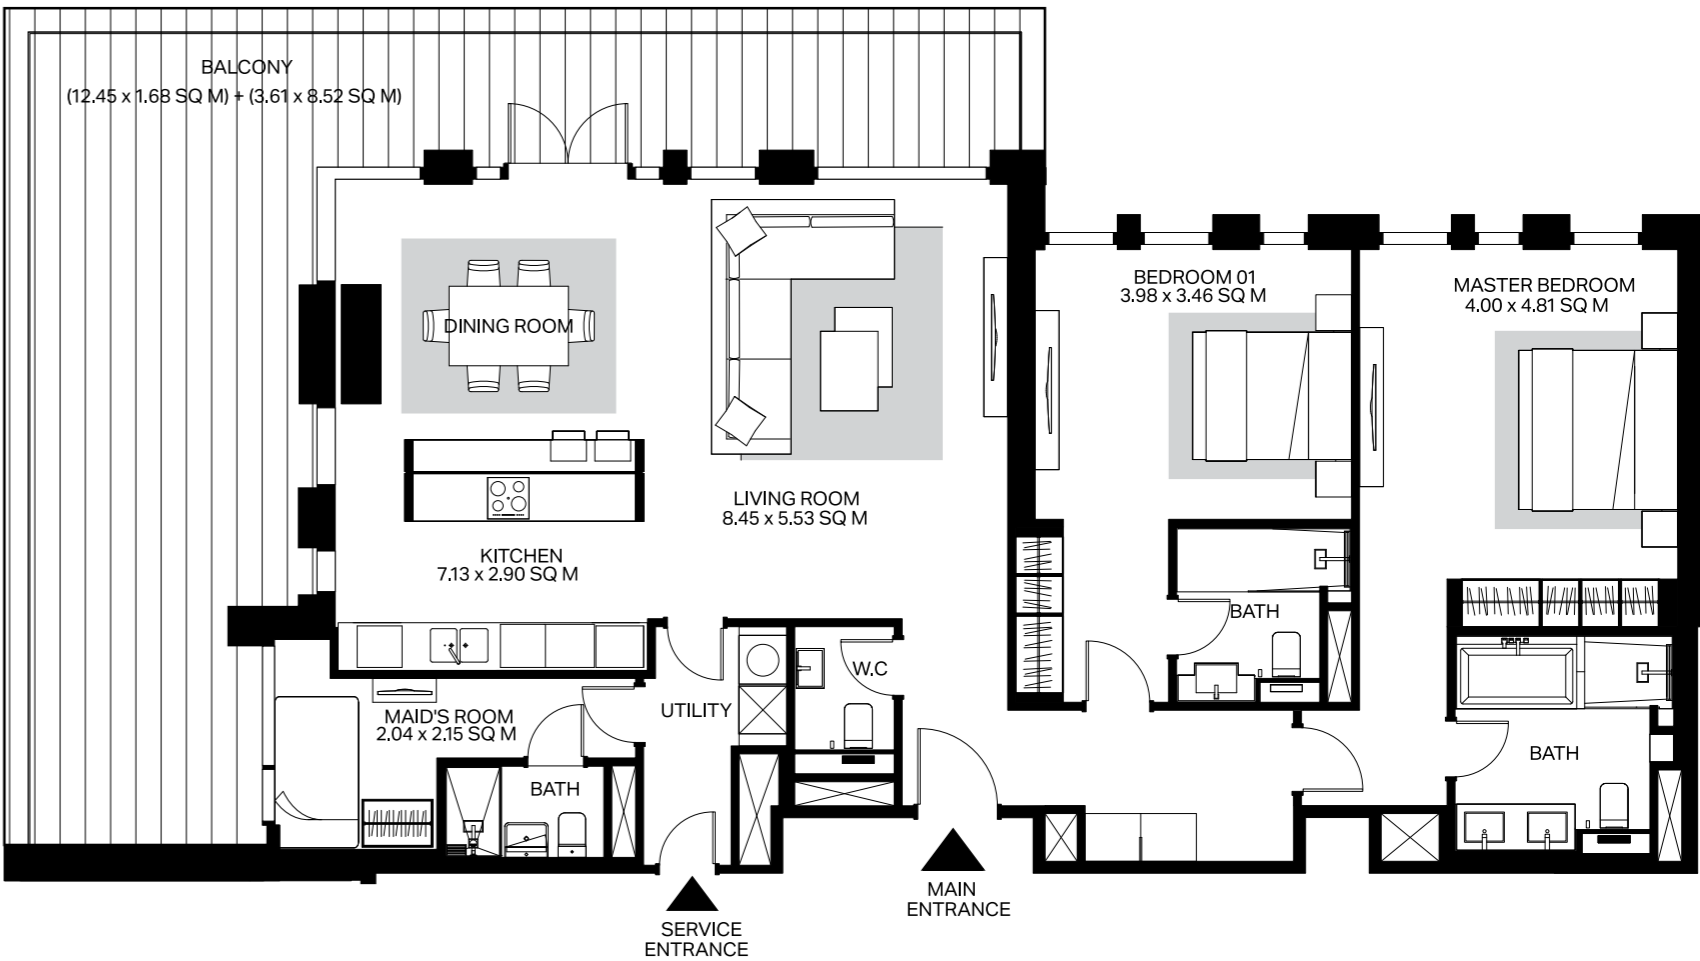 BALCONY
(12.45 x 1.68 SQ M) + (3.61 x 8.52 SQ M)
BEDROOM 01
3.98 x 3.46 SQ M
MASTER BEDROOM
4.00 x 4.81 SQ M
DINING ROOM
LIVING ROOM
8.45 x 5.53 SQ M
KITCHEN
7.13 x 2.90 SQ M
BATH
W.C
MAID'S ROOM
2.04 x 2.15 SQ M
UTILITY
BATH
BATH
MAIN
ENTRANCE
SERVICE
ENTRANCE